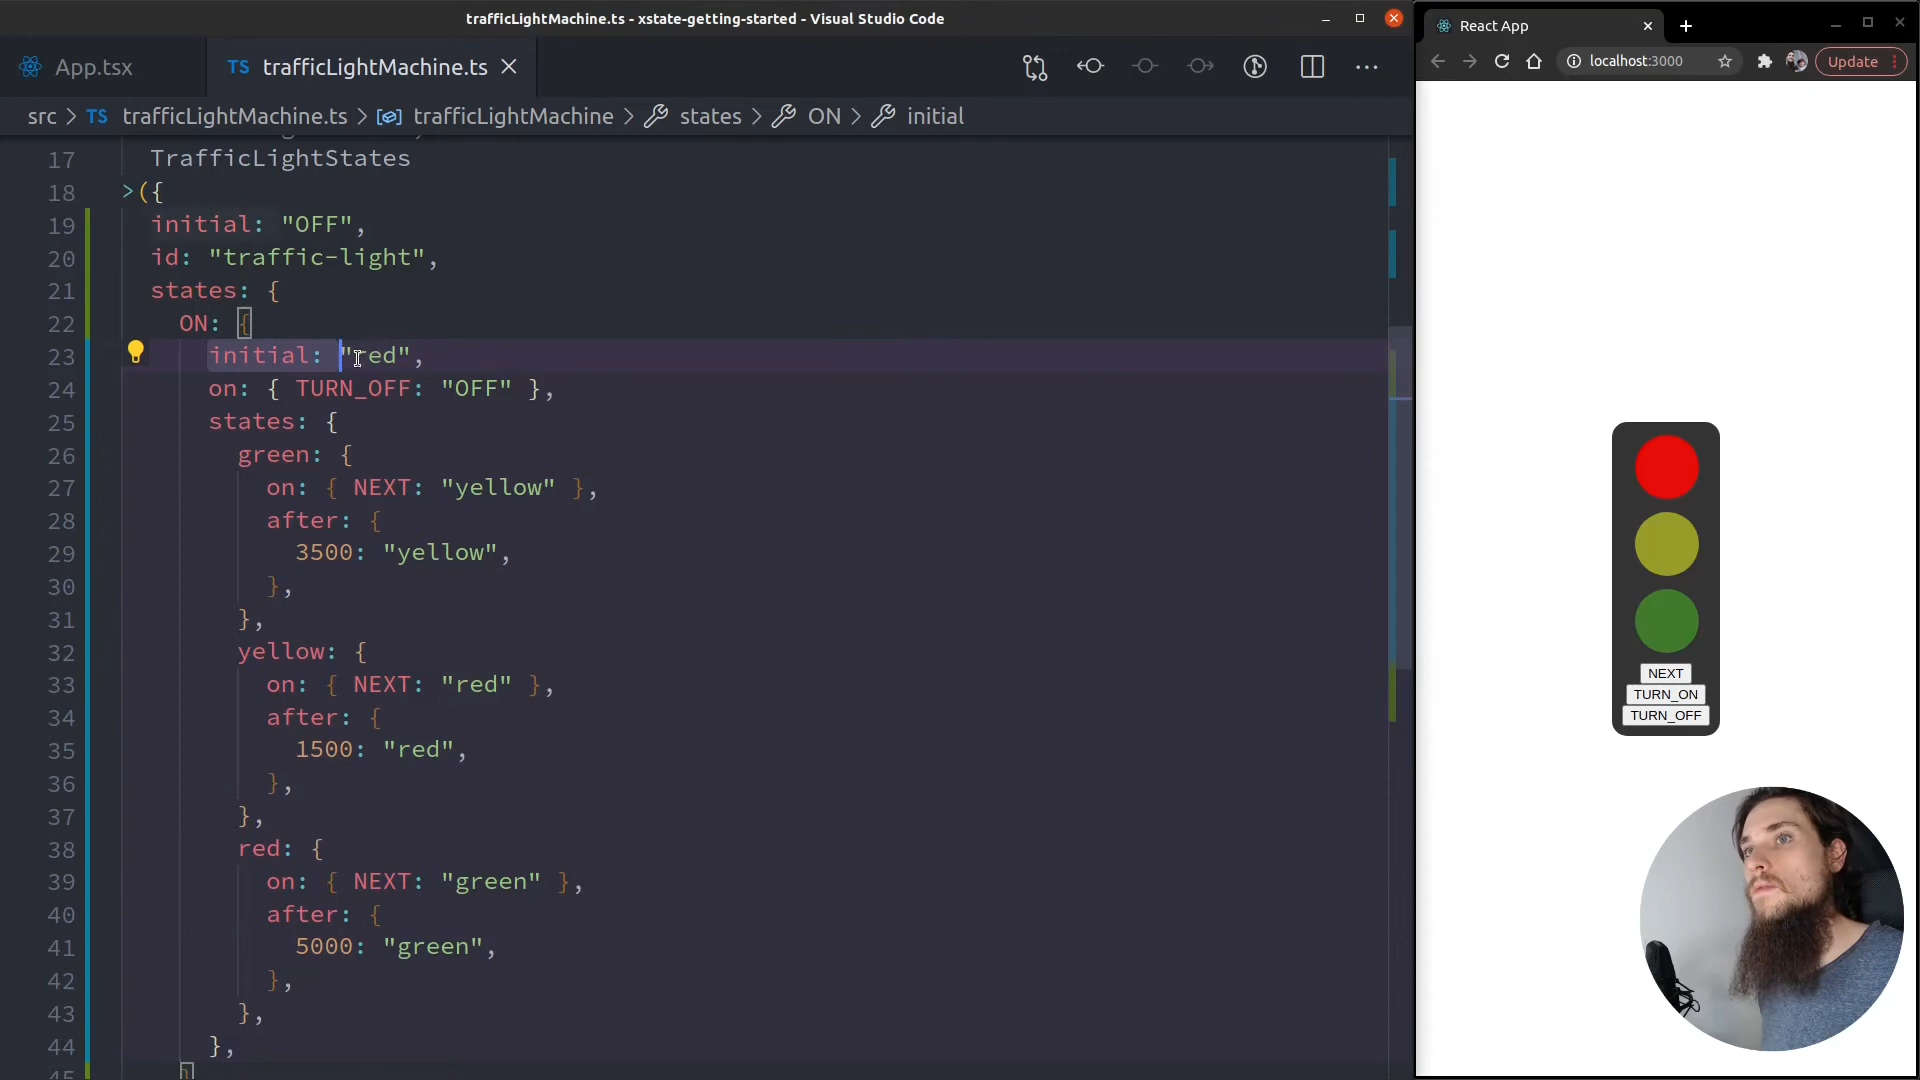 trafficLightMachine.ts - xstate-getting-started - Visual Studio Code
App.tsx
TS trafficLightMachine.ts
src > TS trafficLightMachine.ts > trafficLightMachine > states > ON > initial
17 TrafficLightStates
18 >({
19 initial: "OFF",
20 id: "traffic-light",
21 states: {
22 ON: {
23 initial: "red",
24 on: { TURN_OFF: "OFF" },
25 states: {
26 green: {
27 on: { NEXT: "yellow" },
28 after: {
29 3500: "yellow",
30 },
31 },
32 yellow: {
33 on: { NEXT: "red" },
34 after: {
35 1500: "red",
36 },
37 },
38 red: {
39 on: { NEXT: "green" },
40 after: {
41 5000: "green",
42 },
43 },
44 },
45 }
React App
localhost:3000
Update
NEXT
TURN_ON
TURN_OFF